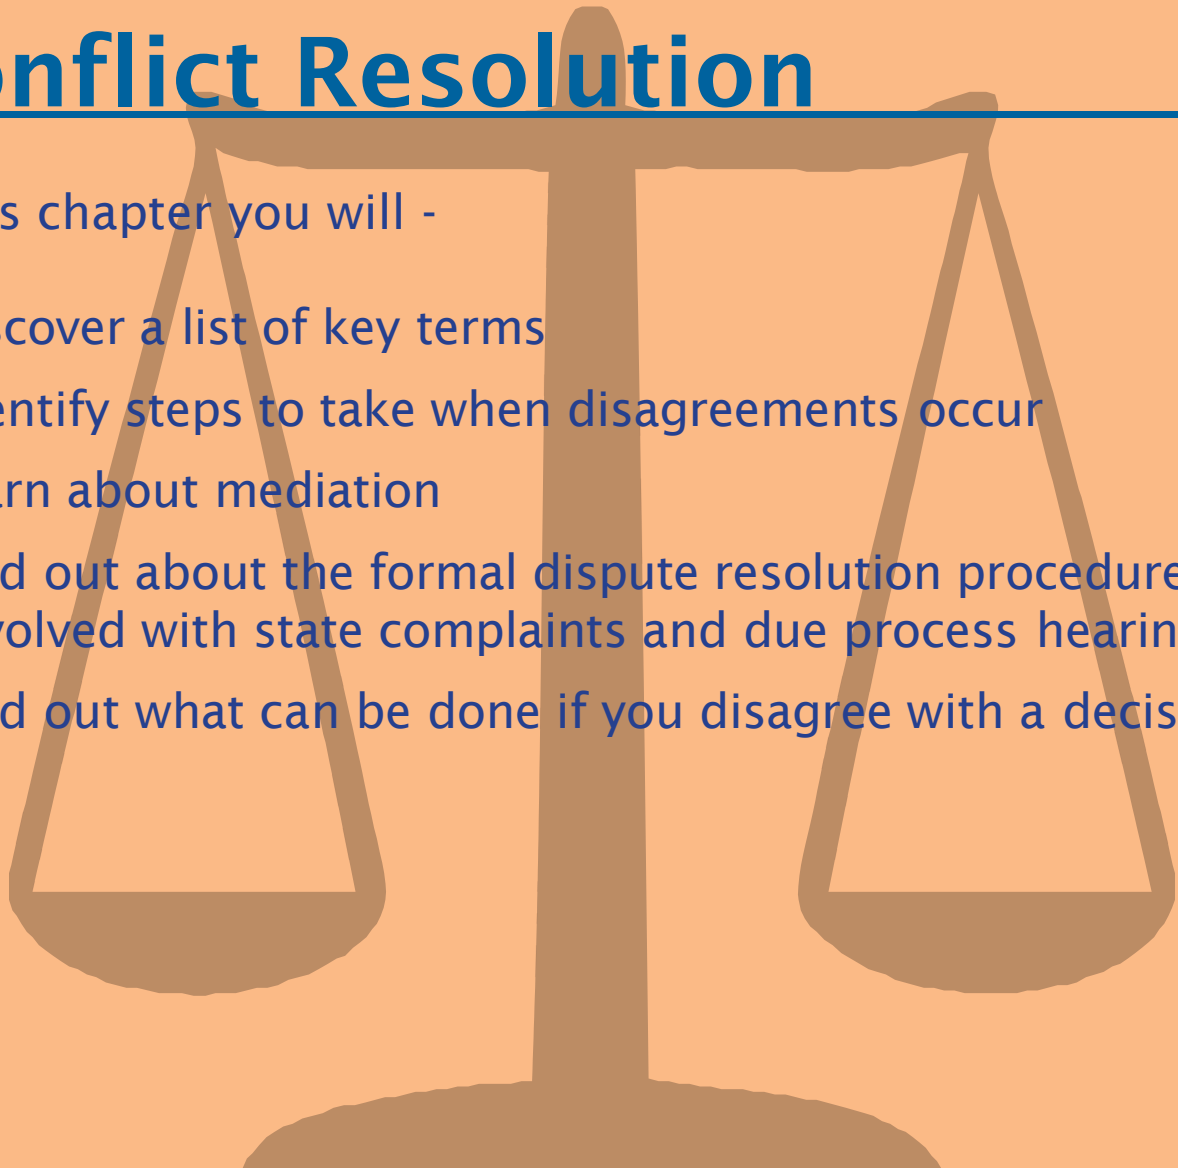 onflict Resolution
s chapter you will -
scover a list of key terms
entify steps to take when disagreements occur
arn about mediation
d out about the formal dispute resolution procedure
volved with state complaints and due process hearin
d out what can be done if you disagree with a decis